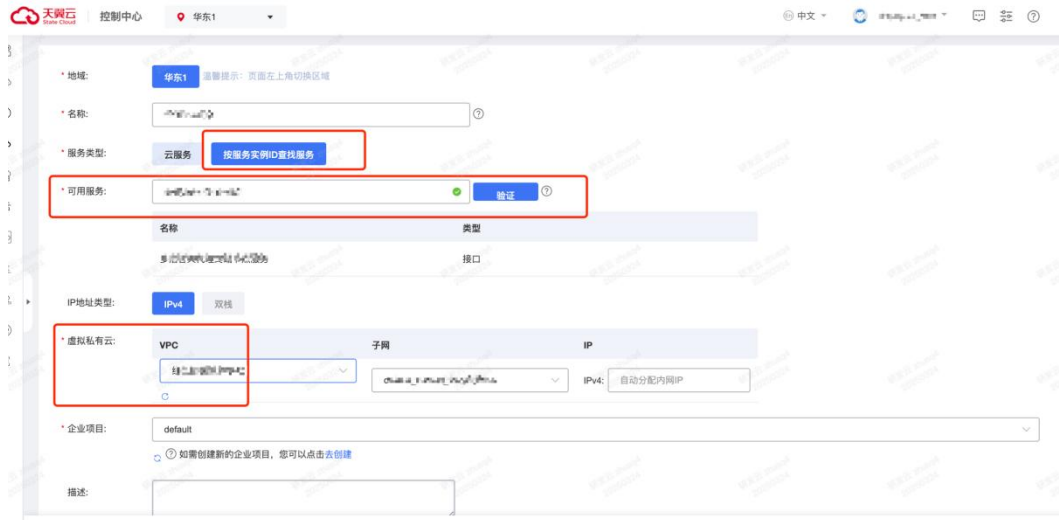 天翼云
State Cloud
控制中心
华东1
中文
* 地域:
华东1
温馨提示：页面左上角切换区域
* 名称:
* 服务类型:
云服务
按服务实例ID查找服务
* 可用服务:
验证
名称
类型
接口
IP地址类型:
IPv4
双栈
* 虚拟私有云:
VPC
子网
IP
IPv4:
自动分配内网IP
* 企业项目:
default
如需创建新的企业项目，您可以点击去创建
描述: